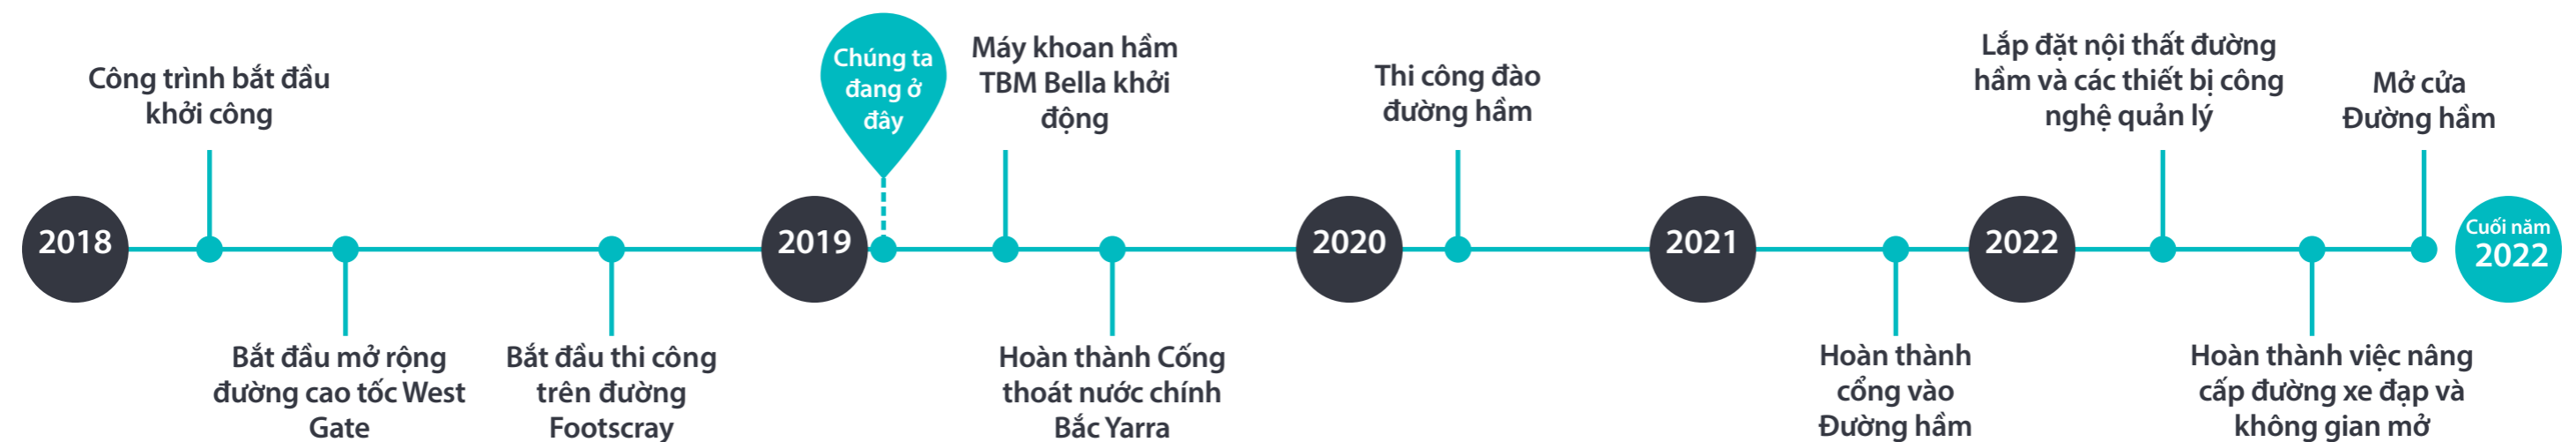 Công trình bắt đầu
khởi công
Chúng ta
đang ở
đây
Máy khoan hầm
TBM Bella khởi
động
Thi công đào
đường hầm
Lắp đặt nội thất đường
hầm và các thiết bị công
nghệ quản lý
Mở cửa
Đường hầm
2018
2019
2020
2021
2022
Cuối năm
2022
Bắt đầu mở rộng
đường cao tốc West
Gate
Bắt đầu thi công
trên đường
Footscray
Hoàn thành Cống
thoát nước chính
Bắc Yarra
Hoàn thành
cổng vào
Đường hầm
Hoàn thành việc nâng
cấp đường xe đạp và
không gian mở